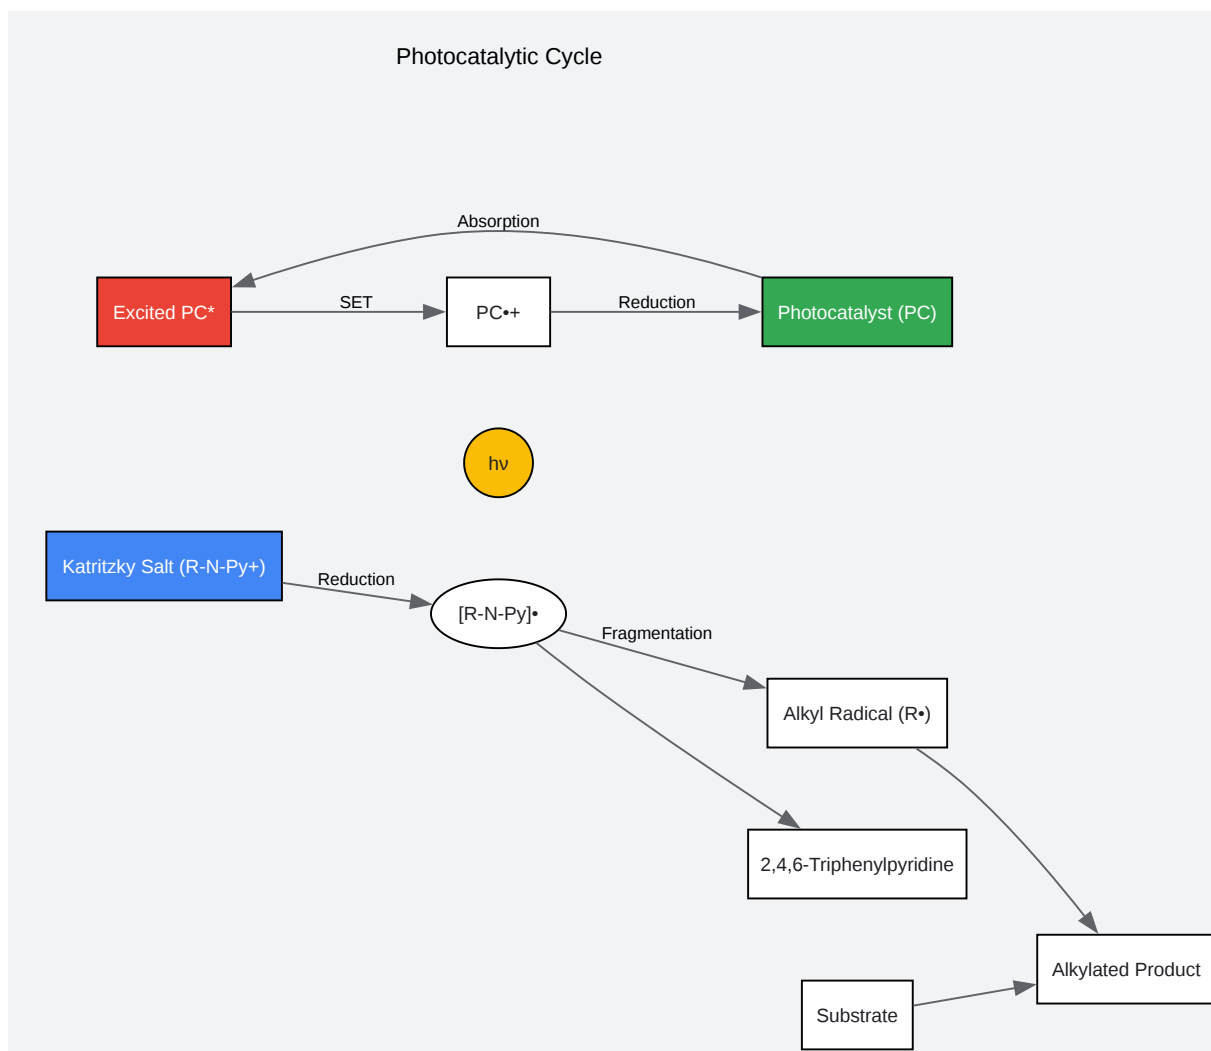 Photocatalytic Cycle
Absorption
Excited PC*
SET
PC•+
Reduction
Photocatalyst (PC)
hν
Katritzky Salt (R-N-Py+)
Reduction
[R-N-Py]•
Fragmentation
Alkyl Radical (R•)
2,4,6-Triphenylpyridine
Alkylated Product
Substrate